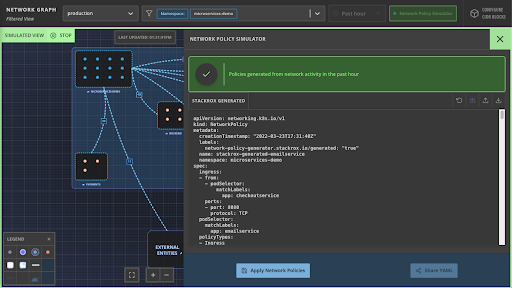 NETWORK GRAPH
Filtered View
production
Namespace:
microservices-demo
Past hour
Network Policy Simulator
CONFIGURE
CIDR BLOCKS
SIMULATED VIEW
STOP
LAST UPDATED: 01:31:01PM
NETWORK POLICY SIMULATOR
Policies generated from network activity in the past hour
STACKROX GENERATED
apiVersion: networking.k8s.io/v1
kind: NetworkPolicy
metadata:
creationTimestamp: "2022-03-23T17:31:40Z"
labels:
network-policy-generator.stackrox.io/generated: "true"
name: stackrox-generated-emailservice
namespace: microservices-demo
spec:
ingress:
- from:
- podSelector:
matchLabels:
app: checkoutservice
ports:
- port: 8080
protocol: TCP
podSelector:
matchLabels:
app: emailservice
policyTypes:
- Ingress
PAYMENTS
EXTERNAL
ENTITIES
LEGEND
Apply Network Policies
Share YAML